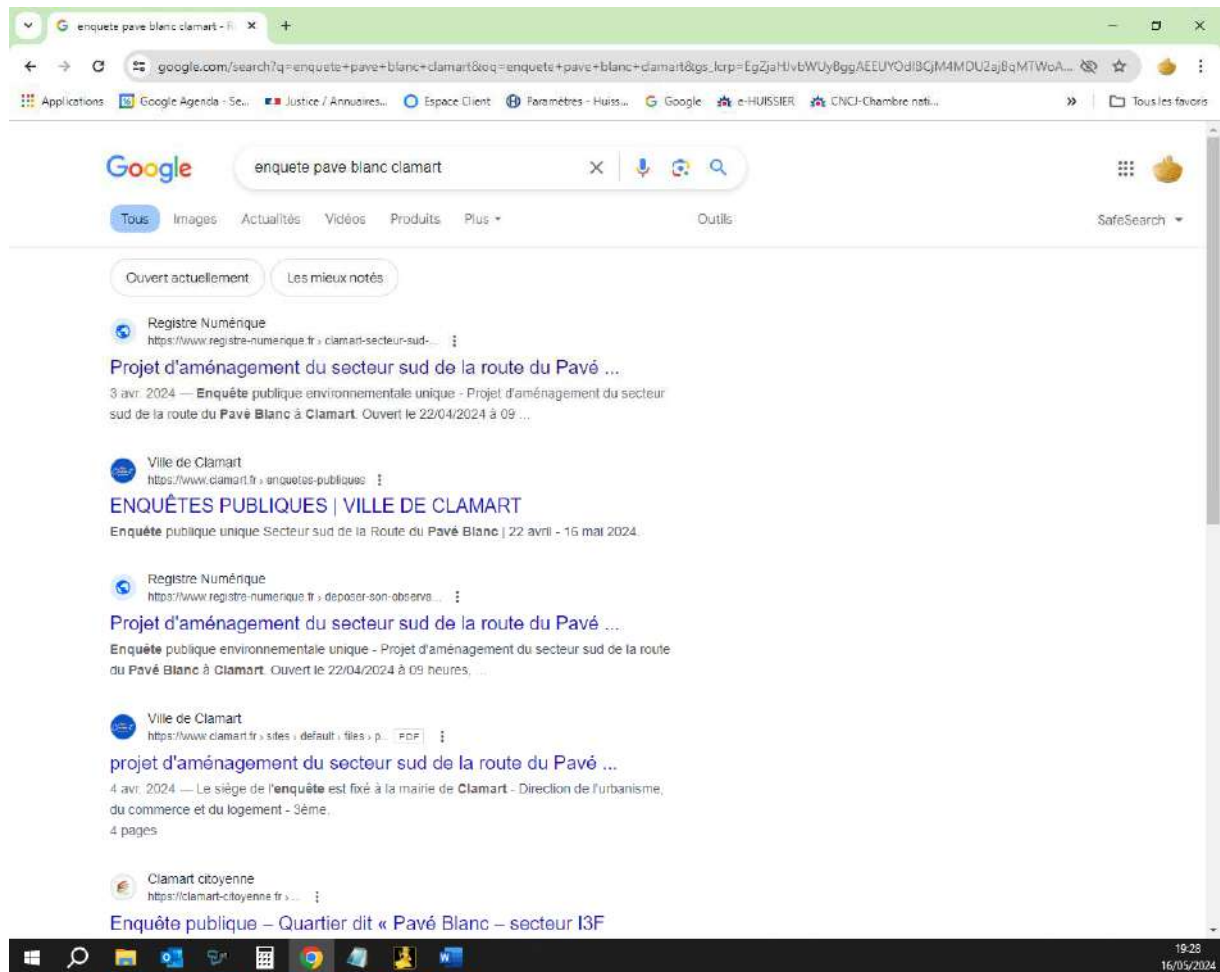 enquete pave blanc clamart - R
google.com/search?q=enquete+pave+blanc+clamart&oq=enquete+pave+blanc+clamart&gs_lcrp=EgZjaHJvbWUyBggAEEUYOdIBCjM4MDU2ajBqMTWoA...
Applications Google Agenda - Se... Justice / Annuaires... Espace Client Paramètres - Huiss... Google e-HUISSIER CNCJ-Chambre nati... » Tous les favoris
Google enquete pave blanc clamart
Tous Images Actualités Vidéos Produits Plus Outils SafeSearch
Ouvert actuellement Les mieux notés
Registre Numérique
https://www.registre-numerique.fr › clamart-secteur-sud-...
Projet d'aménagement du secteur sud de la route du Pavé ...
3 avr. 2024 — Enquête publique environnementale unique - Projet d'aménagement du secteur
sud de la route du Pavé Blanc à Clamart. Ouvert le 22/04/2024 à 09 ...
Ville de Clamart
https://www.clamart.fr › enquetes-publiques
ENQUÊTES PUBLIQUES | VILLE DE CLAMART
Enquête publique unique Secteur sud de la Route du Pavé Blanc | 22 avril - 16 mai 2024.
Registre Numérique
https://www.registre-numerique.fr › deposer-son-observa...
Projet d'aménagement du secteur sud de la route du Pavé ...
Enquête publique environnementale unique - Projet d'aménagement du secteur sud de la route
du Pavé Blanc à Clamart. Ouvert le 22/04/2024 à 09 heures, ...
Ville de Clamart
https://www.clamart.fr › sites › default › files › p... PDF
projet d'aménagement du secteur sud de la route du Pavé ...
4 avr. 2024 — Le siège de l'enquête est fixé à la mairie de Clamart - Direction de l'urbanisme,
du commerce et du logement - 3ème.
4 pages
Clamart citoyenne
https://clamart-citoyenne.fr › ...
Enquête publique – Quartier dit « Pavé Blanc – secteur I3F
19:28
16/05/2024